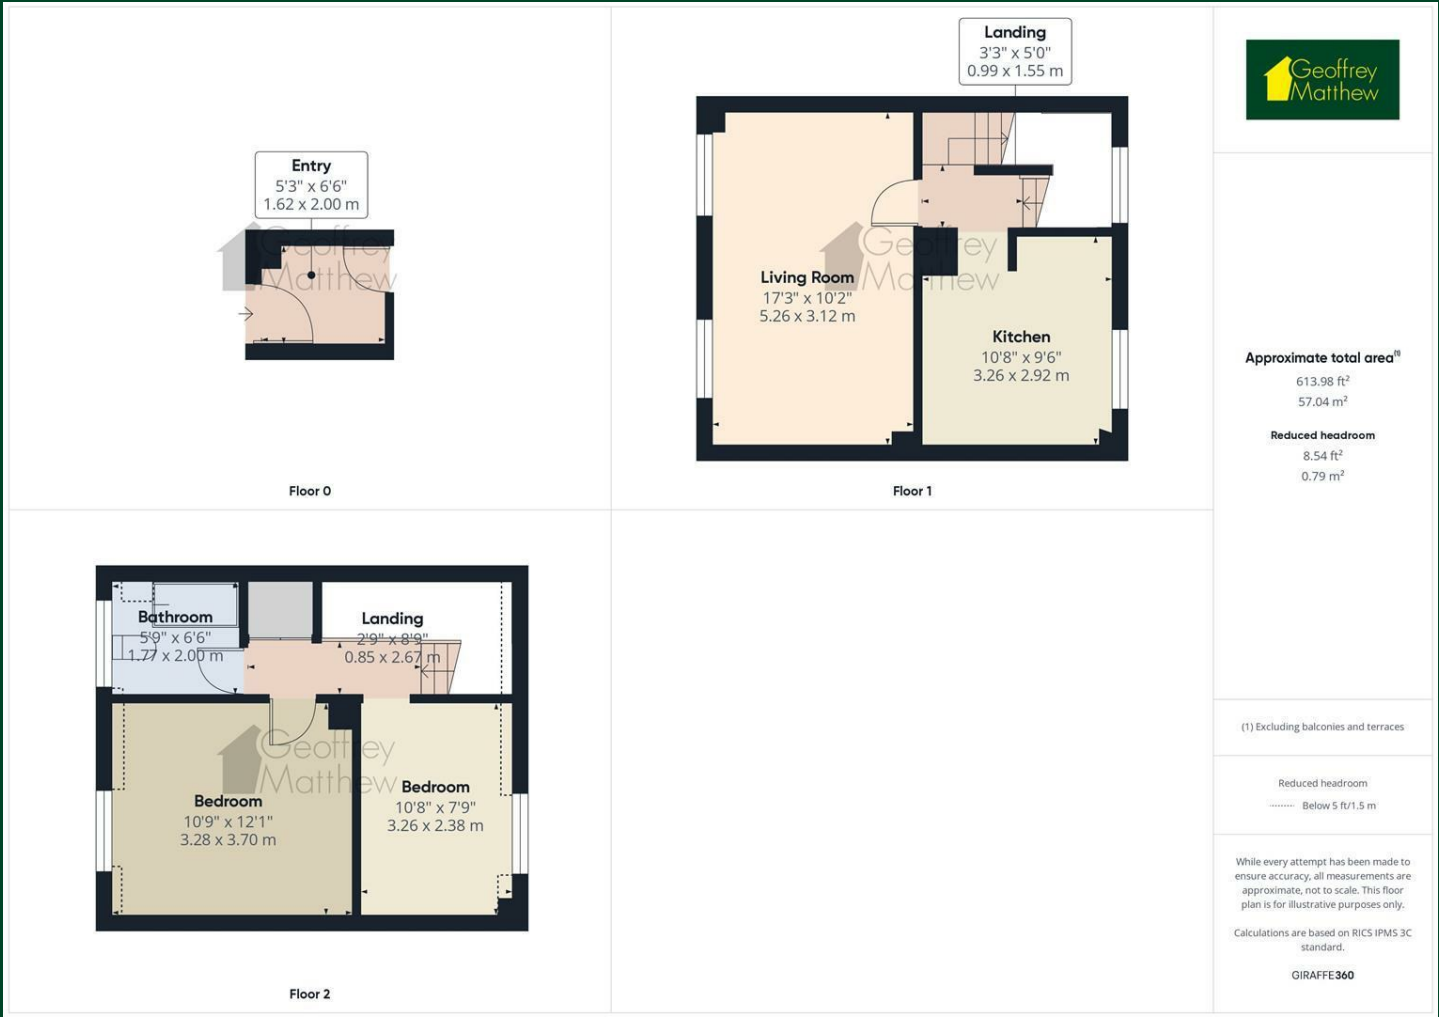 Entry
5'3" x 6'6"
1.62 x 2.00 m
Geoffrey
Matthew
Floor 0
Landing
3'3" x 5'0"
0.99 x 1.55 m
Geoffrey
Matthew
Living Room
17'3" x 10'2"
5.26 x 3.12 m
Kitchen
10'8" x 9'6"
3.26 x 2.92 m
Floor 1
Bathroom
5'9" x 6'6"
1.77 x 2.00 m
Landing
2'9" x 8'9"
0.85 x 2.67 m
Geoffrey
Matthew
Bedroom
10'9" x 12'1"
3.28 x 3.70 m
Bedroom
10'8" x 7'9"
3.26 x 2.38 m
Floor 2
Geoffrey
Matthew
Approximate total area(1)
613.98 ft²
57.04 m²
Reduced headroom
8.54 ft²
0.79 m²
(1) Excluding balconies and terraces
Reduced headroom
Below 5 ft/1.5 m
While every attempt has been made to
ensure accuracy, all measurements are
approximate, not to scale. This floor
plan is for illustrative purposes only.
Calculations are based on RICS IPMS 3C
standard.
GIRAFFE360